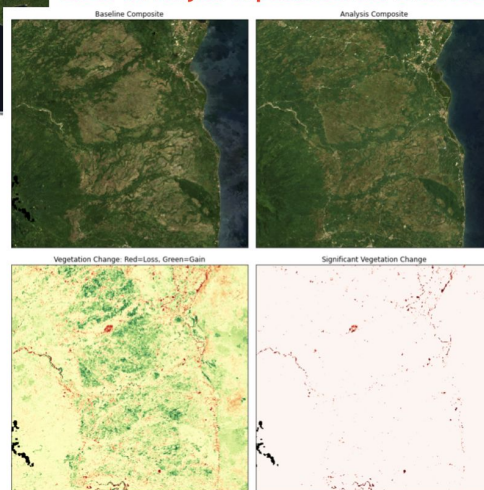 Baseline Composite
Analysis Composite
Vegetation Change: Red=Loss, Green=Gain
Significant Vegetation Change